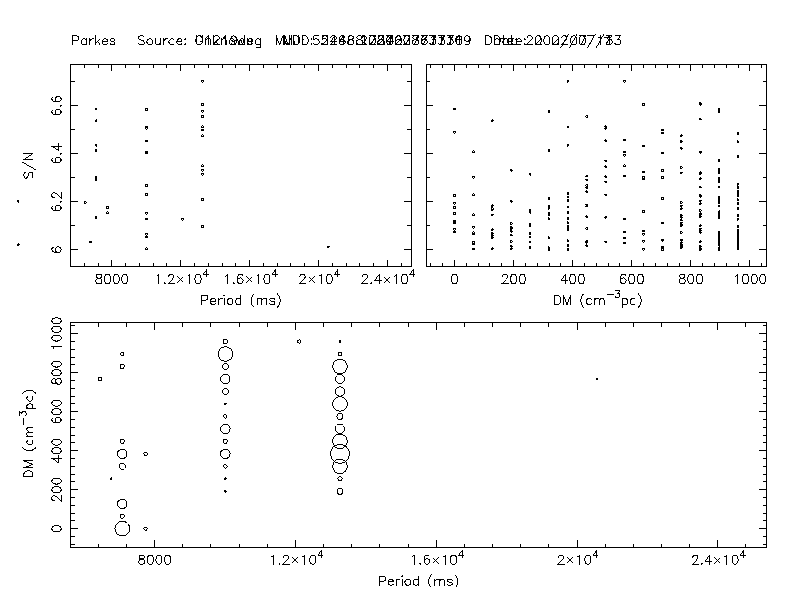 Parkes Source:
S/N
6 6.2 6.4 6.6
8000 1.2×10⁴ 1.6×10⁴ 2×10⁴ 2.4×10⁴
Period (ms)
0 200 400 600 800 1000
DM (cm⁻³pc)
DM (cm⁻³pc)
0 200 400 600 800 1000
8000 1.2×10⁴ 1.6×10⁴ 2×10⁴ 2.4×10⁴
Period (ms)